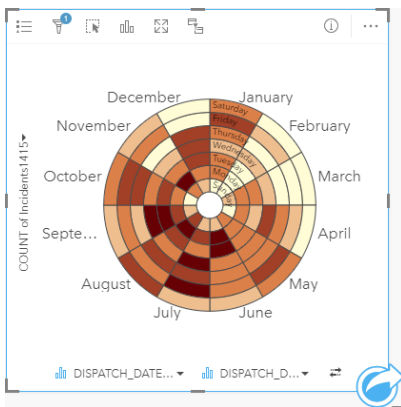 1
December
January
November
February
October
March
Septe...
April
August
May
July
June
Saturday
Friday
Thursday
Wednesday
Tuesday
Monday
Sunday
COUNT of Incidents1415
DISPATCH_DATE...
DISPATCH_D...